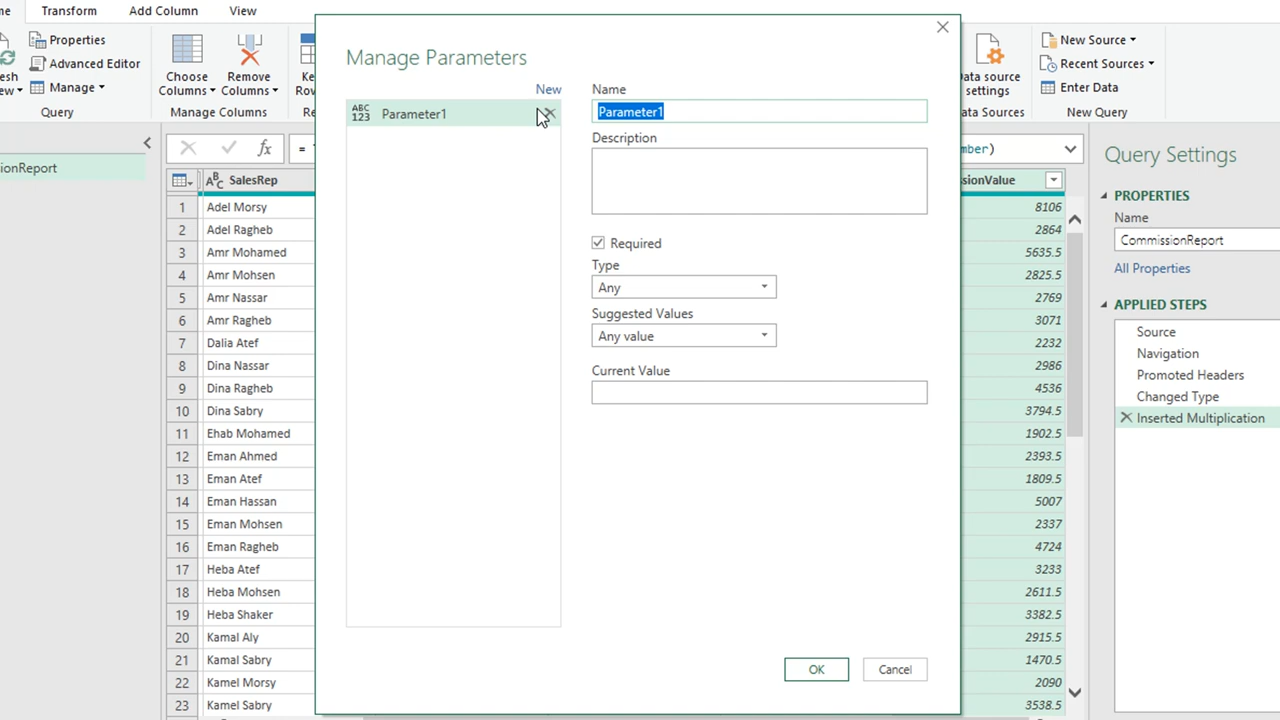 Transform
Add Column
View
Properties
Advanced Editor
Manage
Query
Choose
Columns
Remove
Columns
Manage Columns
Data source
settings
New Source
Recent Sources
Enter Data
New Query
Manage Parameters
New
ABC
123
Parameter1
Name
Parameter1
Description
Required
Type
Any
Suggested Values
Any value
Current Value
OK
Cancel
fx
=
mber)
ionReport
ABC SalesRep
sionValue
1 Adel Morsy 8106
2 Adel Ragheb 2864
3 Amr Mohamed 5635.5
4 Amr Mohsen 2825.5
5 Amr Nassar 2769
6 Amr Ragheb 3071
7 Dalia Atef 2232
8 Dina Nassar 2986
9 Dina Ragheb 4536
10 Dina Sabry 3794.5
11 Ehab Mohamed 1902.5
12 Eman Ahmed 2393.5
13 Eman Atef 1809.5
14 Eman Hassan 5007
15 Eman Mohsen 2337
16 Eman Ragheb 4724
17 Heba Atef 3233
18 Heba Mohsen 2611.5
19 Heba Shaker 3382.5
20 Kamal Aly 2915.5
21 Kamal Sabry 1470.5
22 Kamel Morsy 2090
23 Kamel Sabry 3538.5
Query Settings
PROPERTIES
Name
CommissionReport
All Properties
APPLIED STEPS
Source
Navigation
Promoted Headers
Changed Type
Inserted Multiplication